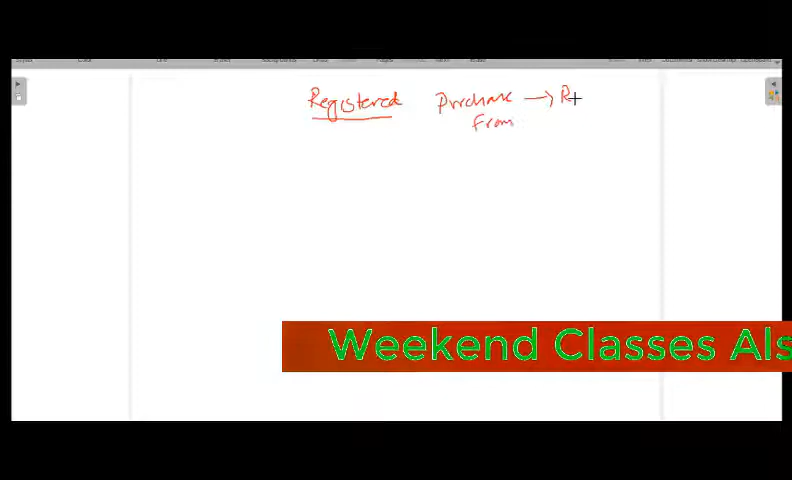 Registered Purchase → R
from
Weekend Classes Als